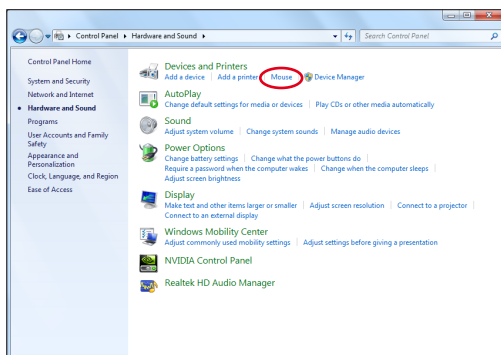 Control Panel ▸ Hardware and Sound ▸
Search Control Panel
Control Panel Home
System and Security
Network and Internet
Hardware and Sound
Programs
User Accounts and Family
Safety
Appearance and
Personalization
Clock, Language, and Region
Ease of Access
Devices and Printers
Add a device | Add a printer | Mouse | Device Manager
AutoPlay
Change default settings for media or devices | Play CDs or other media automatically
Sound
Adjust system volume | Change system sounds | Manage audio devices
Power Options
Change battery settings | Change what the power buttons do |
Require a password when the computer wakes | Change when the computer sleeps |
Adjust screen brightness
Display
Make text and other items larger or smaller | Adjust screen resolution | Connect to a projector |
Connect to an external display
Windows Mobility Center
Adjust commonly used mobility settings | Adjust settings before giving a presentation
NVIDIA Control Panel
Realtek HD Audio Manager